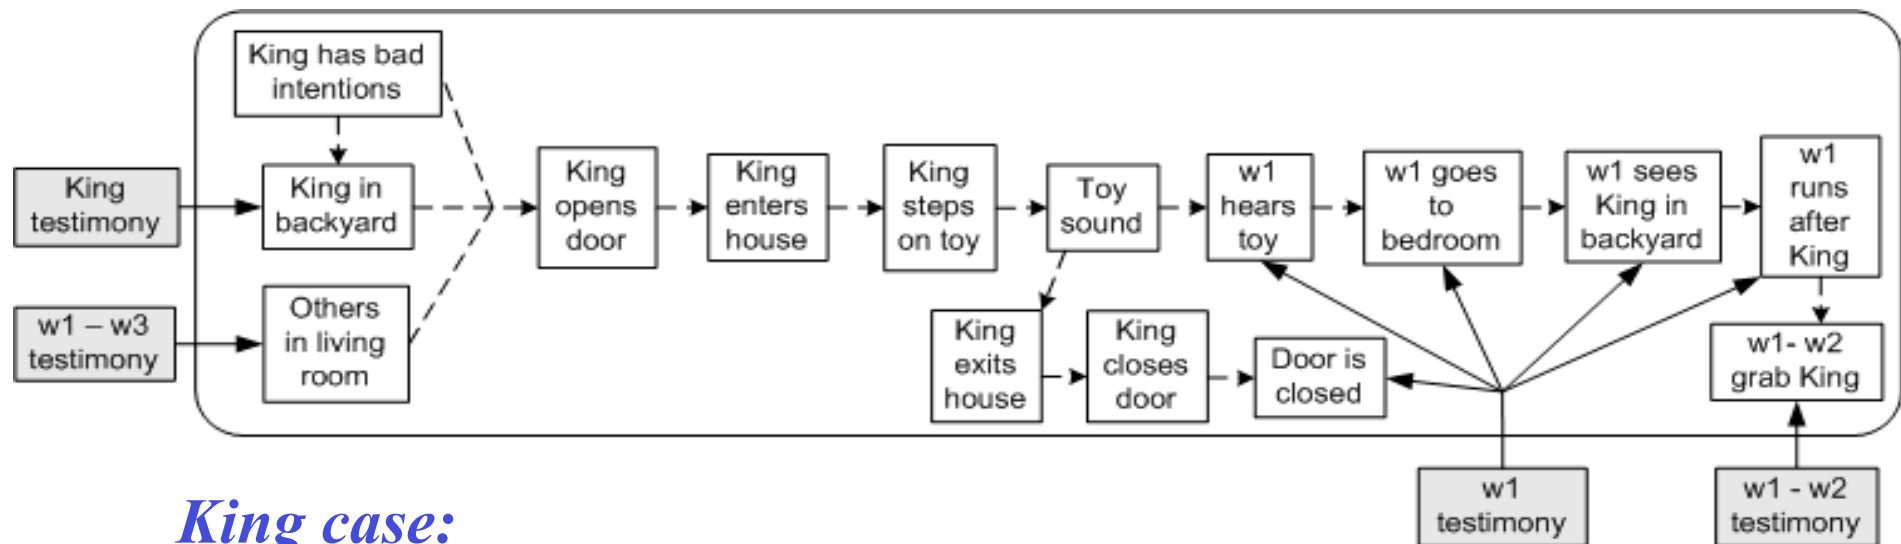 King has bad
intentions
King
testimony
King in
backyard
King
opens
door
King
enters
house
King
steps
on toy
Toy
sound
w1
hears
toy
w1 goes
to
bedroom
w1 sees
King in
backyard
w1
runs
after
King
w1 – w3
testimony
Others
in living
room
King
exits
house
King
closes
door
Door is
closed
w1- w2
grab King
w1
testimony
w1 - w2
testimony
King case: